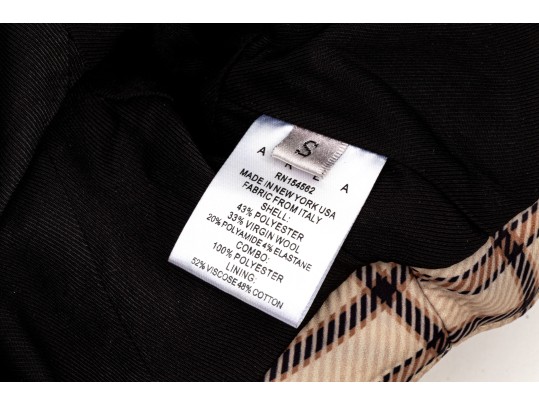 S
A K L A
RN154562
MADE IN NEW YORK USA
FABRIC FROM ITALY
SHELL:
43% POLYESTER
33% VIRGIN WOOL
20% POLYAMIDE 4% ELASTANE
COMBO:
100% POLYESTER
LINING:
52% VISCOSE 48% COTTON